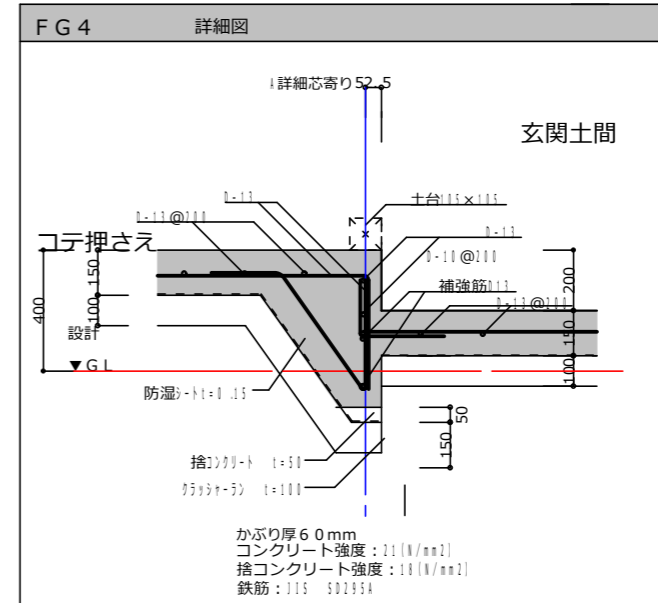 FG4 詳細図
A詳細芯寄り52.5
玄関土間
D-13
土台105×105
D-13@200
D-13
コテ押さえ
D-10@200
補強筋D13
D-13@200
150
100
400
200
150
100
設計
▼GL
防湿シートt=0.15
50
150
捨コンクリート t=50
クラッシャーラン t=100
かぶり厚60mm
コンクリート強度:21(N/mm2)
捨コンクリート強度:18(N/mm2)
鉄筋:JIS SD295A